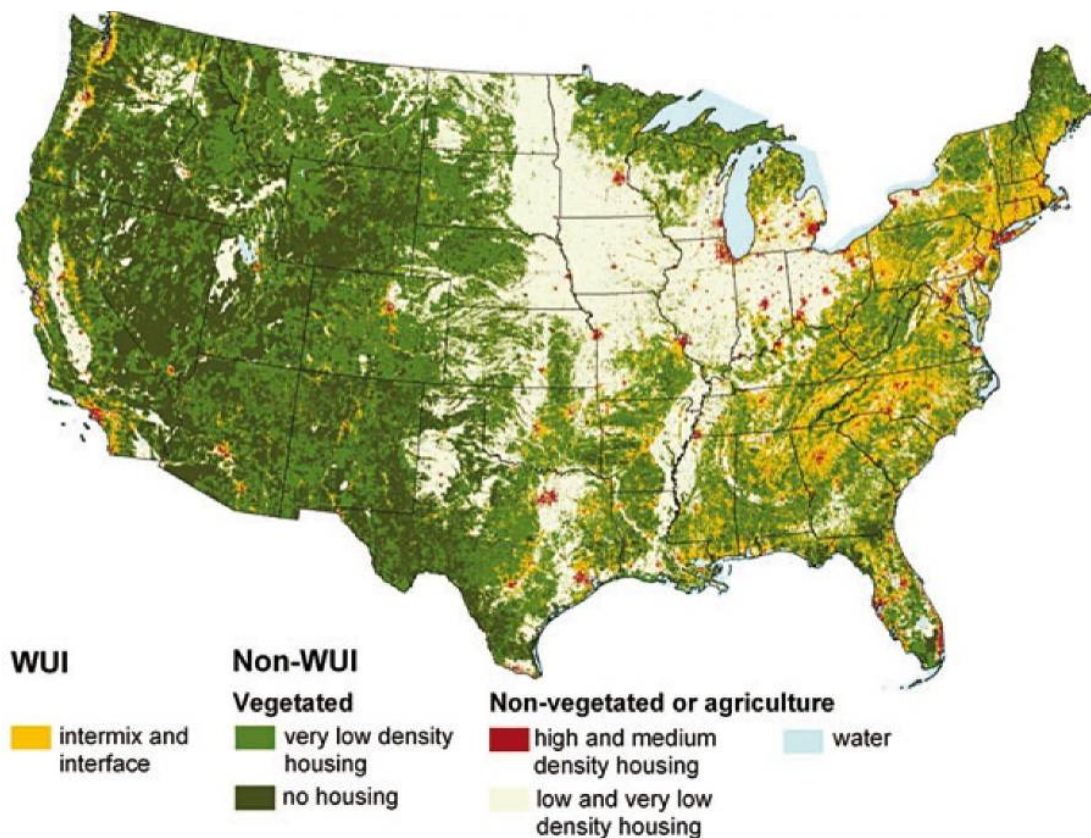 WUI
intermix and
interface
Non-WUI
Vegetated
very low density
housing
no housing
Non-vegetated or agriculture
high and medium
density housing
low and very low
density housing
water